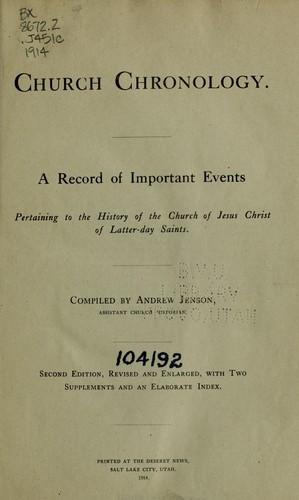 BX
8672.2
.J451c
1914
CHURCH CHRONOLOGY.
A Record of Important Events
Pertaining to the History of the Church of Jesus Christ
of Latter-day Saints.
COMPILED BY ANDREW JENSON,
ASSISTANT CHURCH HISTORIAN.
104192
SECOND EDITION, REVISED AND ENLARGED, WITH TWO
SUPPLEMENTS AND AN ELABORATE INDEX.
PRINTED AT THE DESERET NEWS,
SALT LAKE CITY, UTAH.
1914.